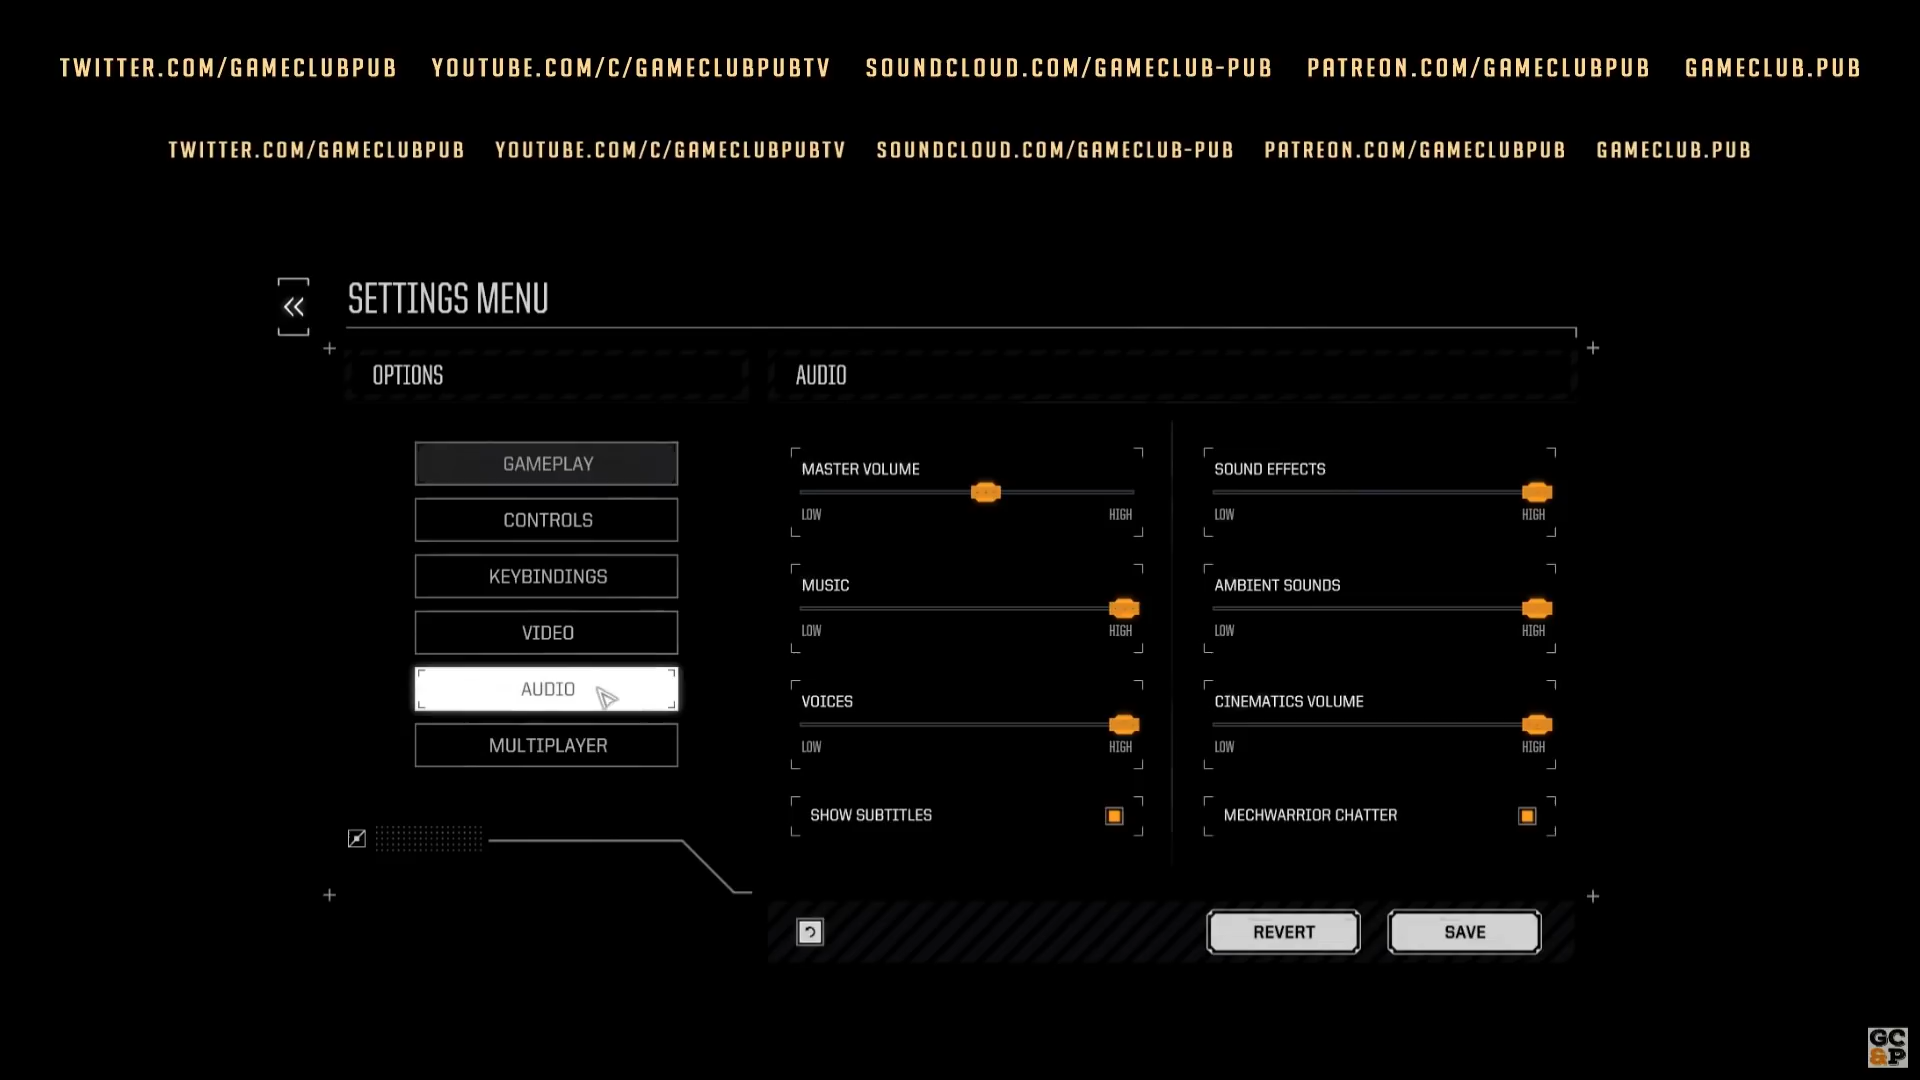 TWITTER.COM/GAMECLUBPUB YOUTUBE.COM/C/GAMECLUBPUBTV SOUNDCLOUD.COM/GAMECLUB-PUB PATREON.COM/GAMECLUBPUB GAMECLUB.PUB
TWITTER.COM/GAMECLUBPUB YOUTUBE.COM/C/GAMECLUBPUBTV SOUNDCLOUD.COM/GAMECLUB-PUB PATREON.COM/GAMECLUBPUB GAMECLUB.PUB
SETTINGS MENU
OPTIONS
GAMEPLAY
CONTROLS
KEYBINDINGS
VIDEO
AUDIO
MULTIPLAYER
AUDIO
MASTER VOLUME
LOW HIGH
MUSIC
LOW HIGH
VOICES
LOW HIGH
SHOW SUBTITLES
SOUND EFFECTS
LOW HIGH
AMBIENT SOUNDS
LOW HIGH
CINEMATICS VOLUME
LOW HIGH
MECHWARRIOR CHATTER
REVERT SAVE
GC
&P